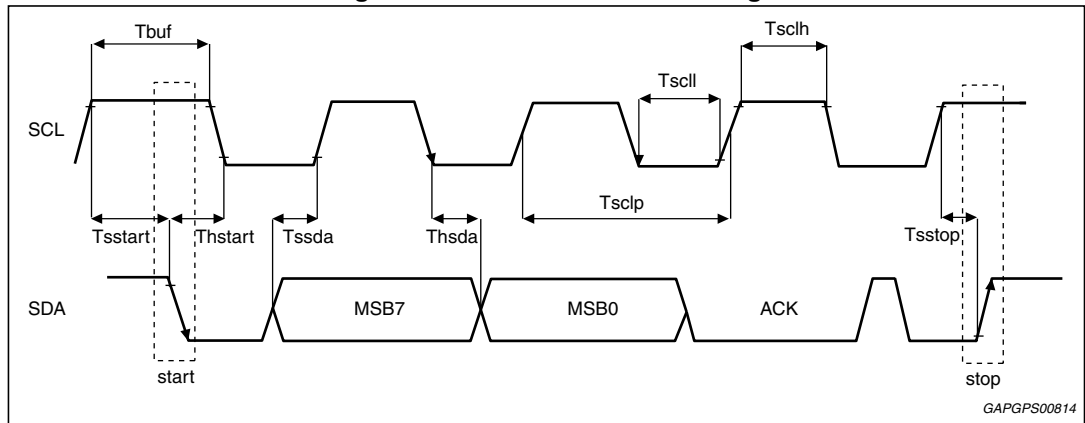 Tbuf
Tsclh
Tscll
SCL
Tsclp
Tsstart
Thstart
Tssda
Thsda
Tsstop
SDA
MSB7
MSB0
ACK
start
stop
GAPGPS00814